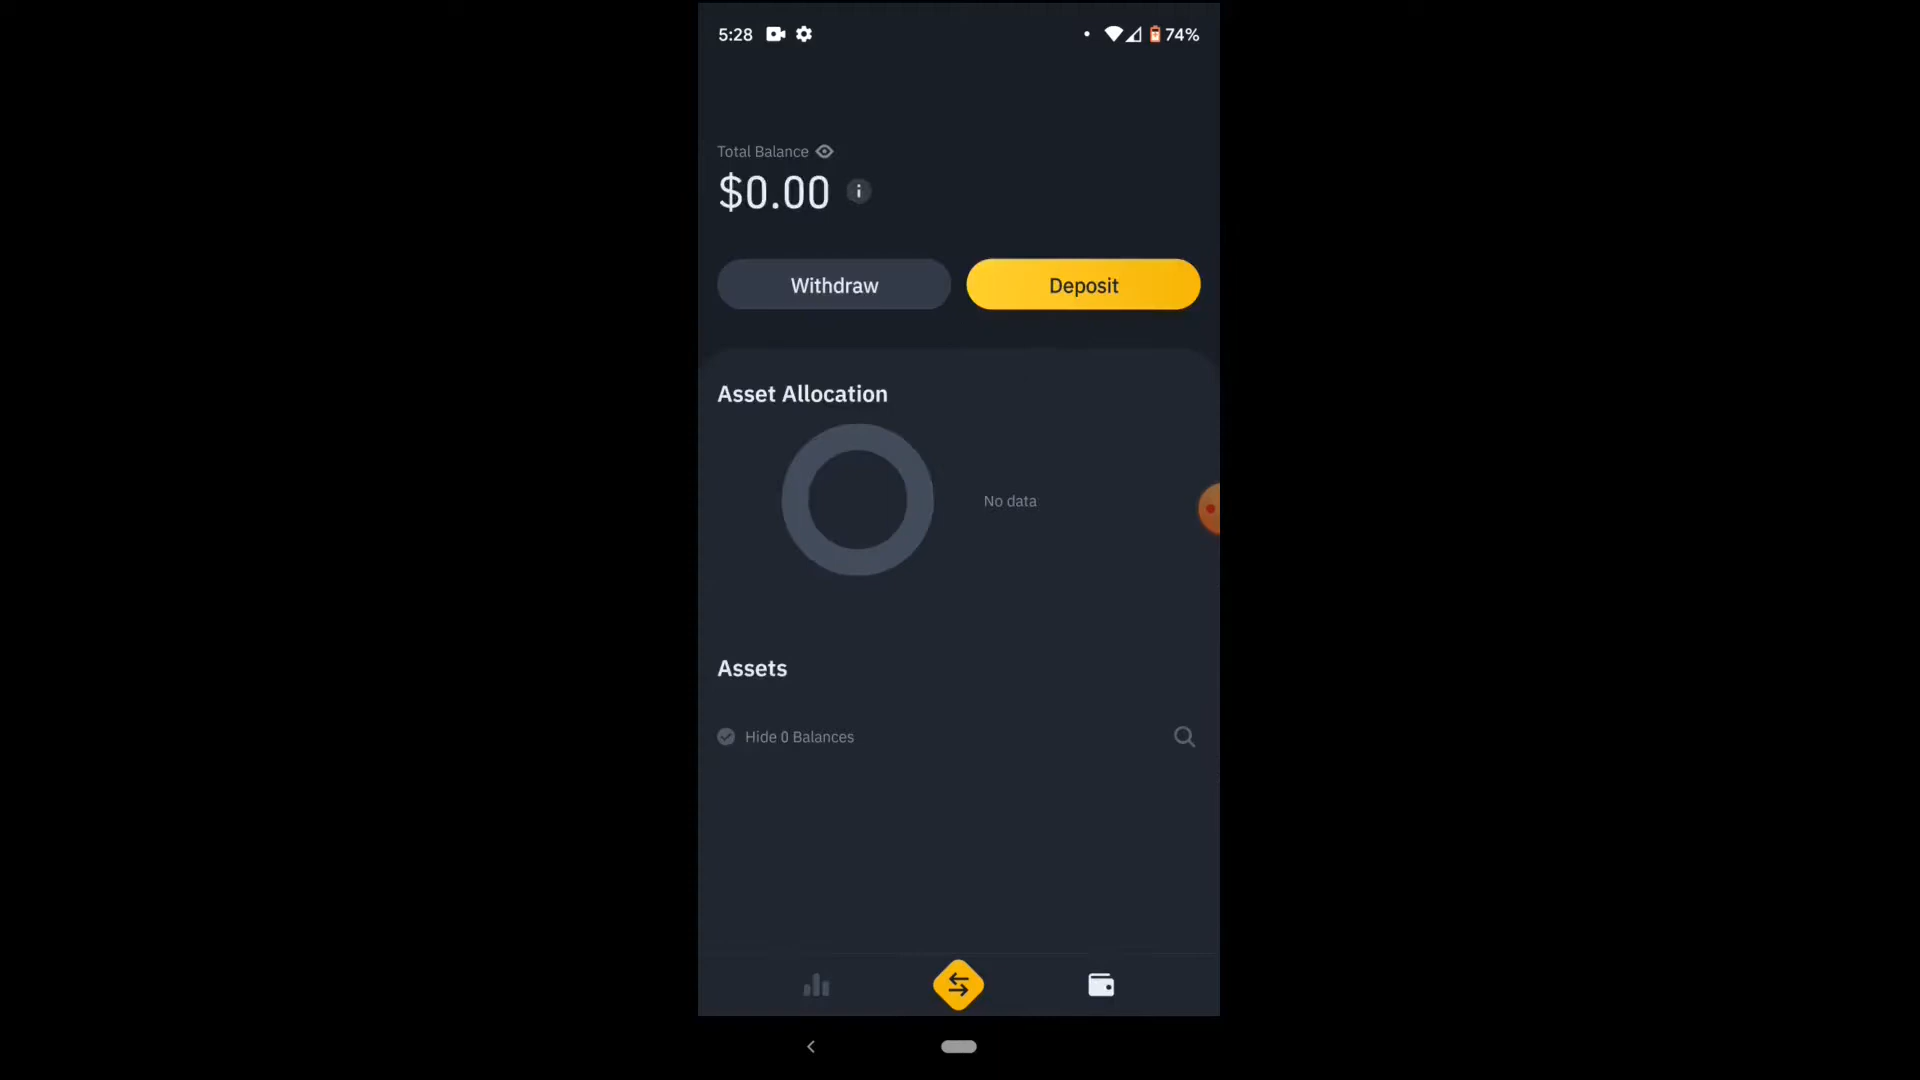 5:28 74%
Total Balance
$0.00
Withdraw Deposit
Asset Allocation
No data
Assets
Hide 0 Balances